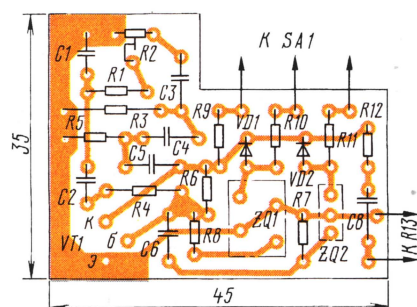 К SA1
C1
R2
R1
C3
R9
VD1
R10
R12
R3
R11
R5
C4
35
C5
VD2
C2
R6
R7
R4
ZQ1
C8
К
VT1
б
C6
R8
К R13
Э
ZQ2
45